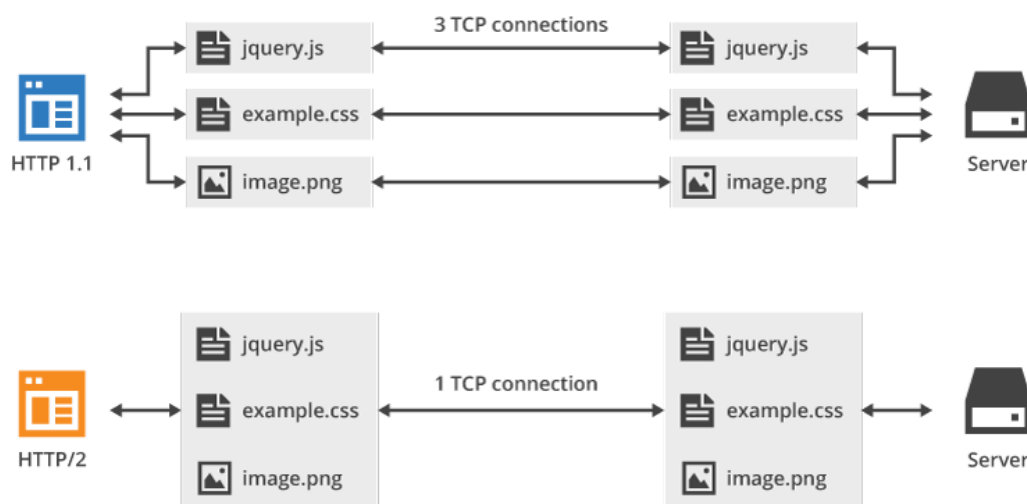 3 TCP connections
jquery.js
jquery.js
example.css
example.css
HTTP 1.1
Server
image.png
image.png
jquery.js
jquery.js
1 TCP connection
example.css
example.css
HTTP/2
Server
image.png
image.png